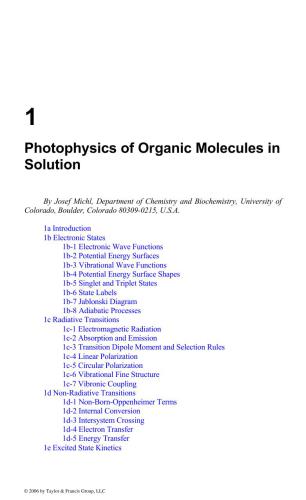 1
Photophysics of Organic Molecules in
Solution
By Josef Michl, Department of Chemistry and Biochemistry, University of
Colorado, Boulder, Colorado 80309-0215, U.S.A.
1a Introduction
1b Electronic States
1b-1 Electronic Wave Functions
1b-2 Potential Energy Surfaces
1b-3 Vibrational Wave Functions
1b-4 Potential Energy Surface Shapes
1b-5 Singlet and Triplet States
1b-6 State Labels
1b-7 Jablonski Diagram
1b-8 Adiabatic Processes
1c Radiative Transitions
1c-1 Electromagnetic Radiation
1c-2 Absorption and Emission
1c-3 Transition Dipole Moment and Selection Rules
1c-4 Linear Polarization
1c-5 Circular Polarization
1c-6 Vibrational Fine Structure
1c-7 Vibronic Coupling
1d Non-Radiative Transitions
1d-1 Non-Born-Oppenheimer Terms
1d-2 Internal Conversion
1d-3 Intersystem Crossing
1d-4 Electron Transfer
1d-5 Energy Transfer
1e Excited State Kinetics
© 2006 by Taylor & Francis Group, LLC